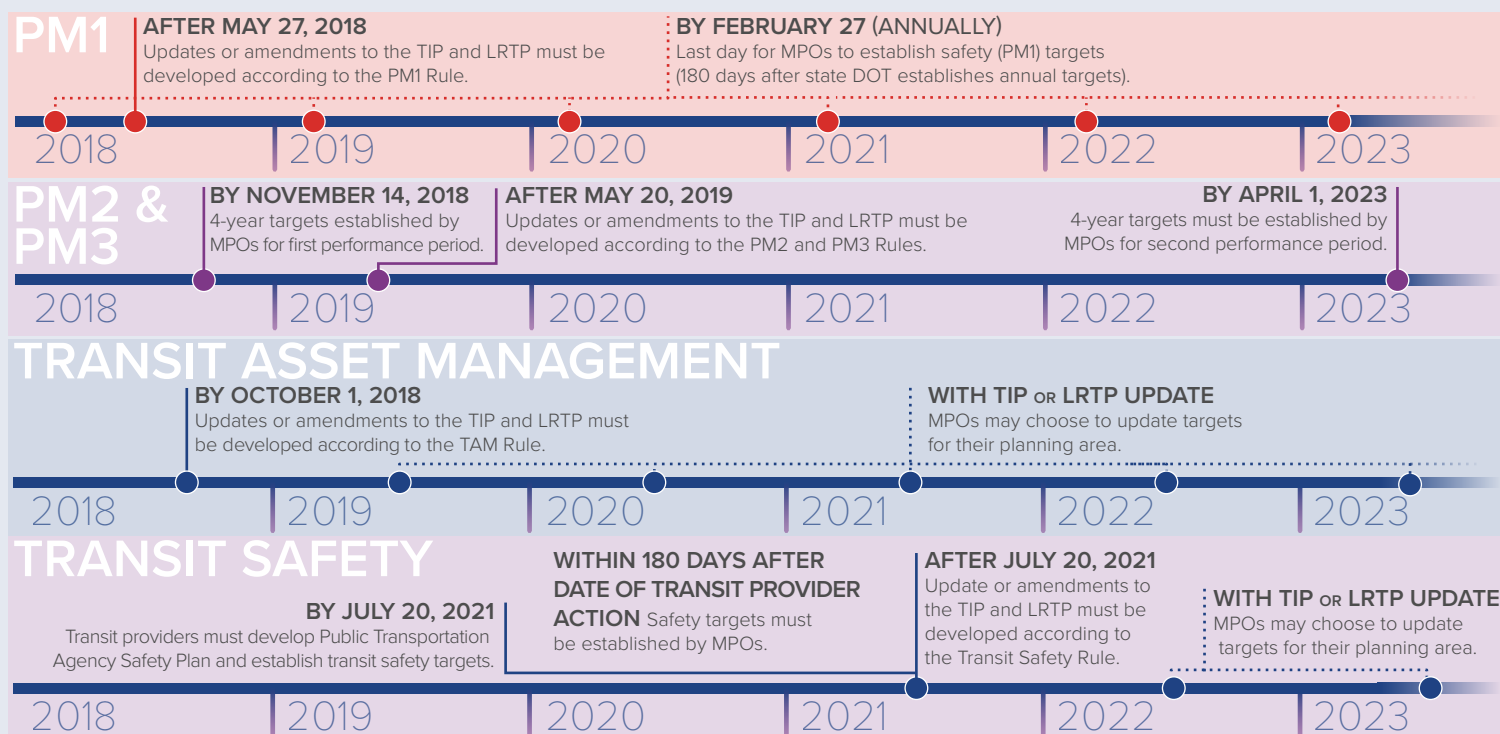 PM1
AFTER MAY 27, 2018
Updates or amendments to the TIP and LRTP must be
developed according to the PM1 Rule.
BY FEBRUARY 27 (ANNUALLY)
Last day for MPOs to establish safety (PM1) targets
(180 days after state DOT establishes annual targets).
2018 2019 2020 2021 2022 2023
PM2 &
PM3
BY NOVEMBER 14, 2018
4-year targets established by
MPOs for first performance period.
AFTER MAY 20, 2019
Updates or amendments to the TIP and LRTP must be
developed according to the PM2 and PM3 Rules.
BY APRIL 1, 2023
4-year targets must be established by
MPOs for second performance period.
2018 2019 2020 2021 2022 2023
TRANSIT ASSET MANAGEMENT
BY OCTOBER 1, 2018
Updates or amendments to the TIP and LRTP must
be developed according to the TAM Rule.
WITH TIP OR LRTP UPDATE
MPOs may choose to update targets
for their planning area.
2018 2019 2020 2021 2022 2023
TRANSIT SAFETY
BY JULY 20, 2021
Transit providers must develop Public Transportation
Agency Safety Plan and establish transit safety targets.
WITHIN 180 DAYS AFTER
DATE OF TRANSIT PROVIDER
ACTION Safety targets must
be established by MPOs.
AFTER JULY 20, 2021
Update or amendments to
the TIP and LRTP must be
developed according to
the Transit Safety Rule.
WITH TIP OR LRTP UPDATE
MPOs may choose to update
targets for their planning area.
2018 2019 2020 2021 2022 2023